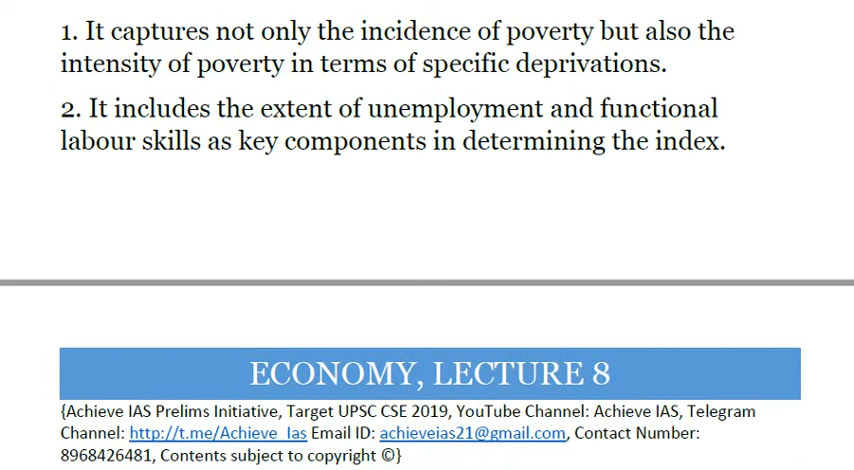 1. It captures not only the incidence of poverty but also the
intensity of poverty in terms of specific deprivations.
2. It includes the extent of unemployment and functional
labour skills as key components in determining the index.
ECONOMY, LECTURE 8
{Achieve IAS Prelims Initiative, Target UPSC CSE 2019, YouTube Channel: Achieve IAS, Telegram
Channel: http://t.me/Achieve_Ias Email ID: achieveias21@gmail.com, Contact Number:
8968426481, Contents subject to copyright ©}